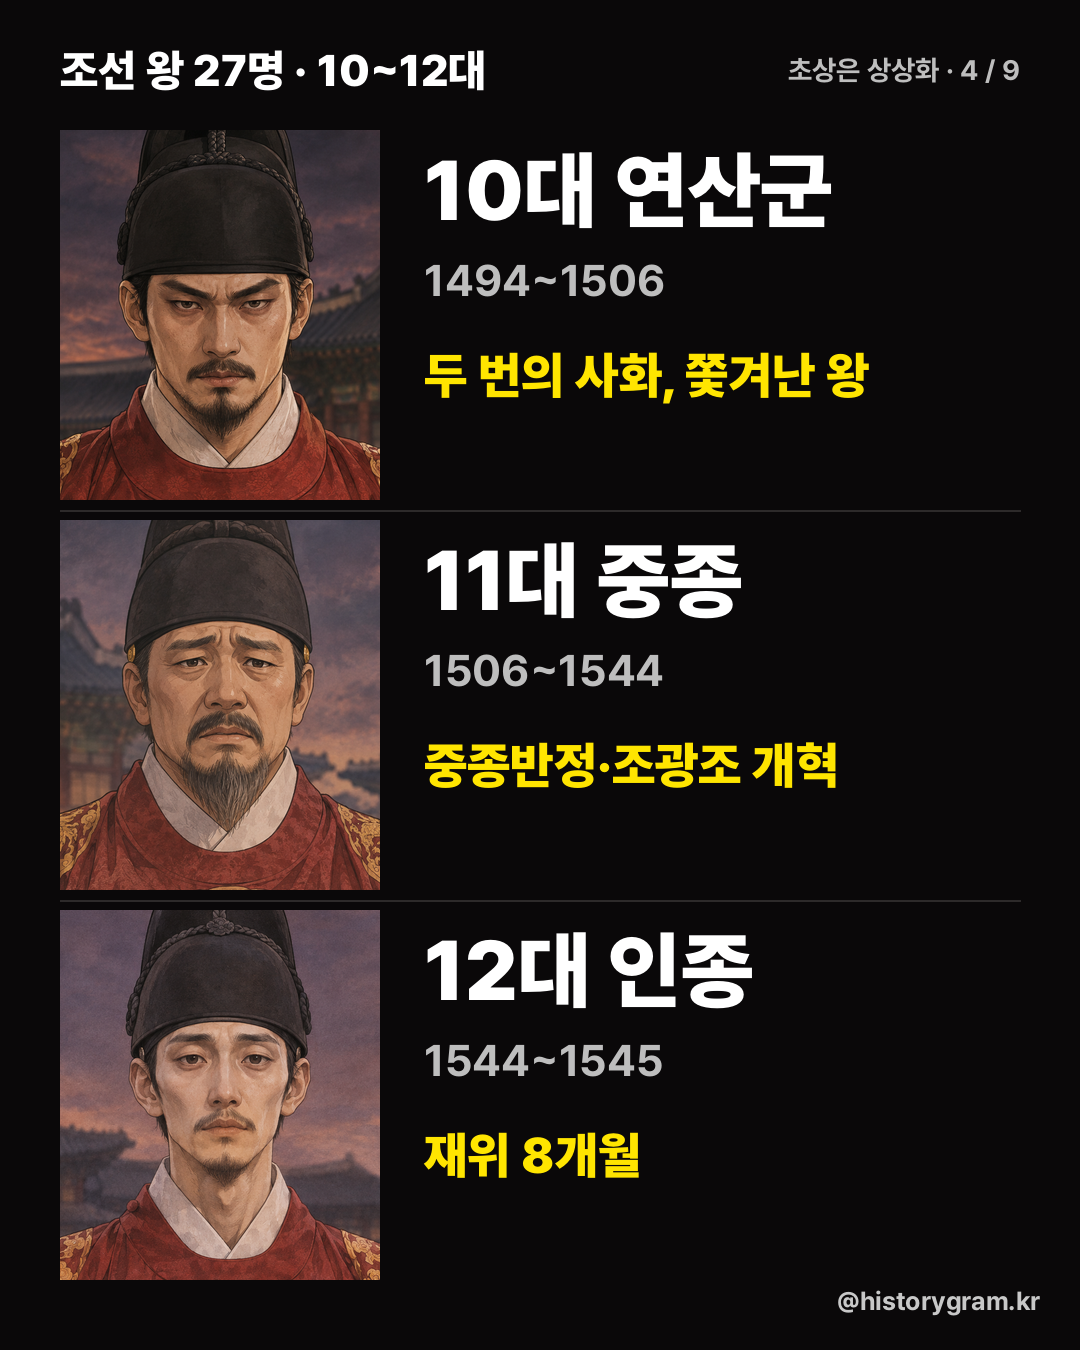 조선 왕 27명 · 10~12대
초상은 상상화 · 4 / 9
10대 연산군
1494~1506
두 번의 사화, 쫓겨난 왕
11대 중종
1506~1544
중종반정·조광조 개혁
12대 인종
1544~1545
재위 8개월
@historygram.kr